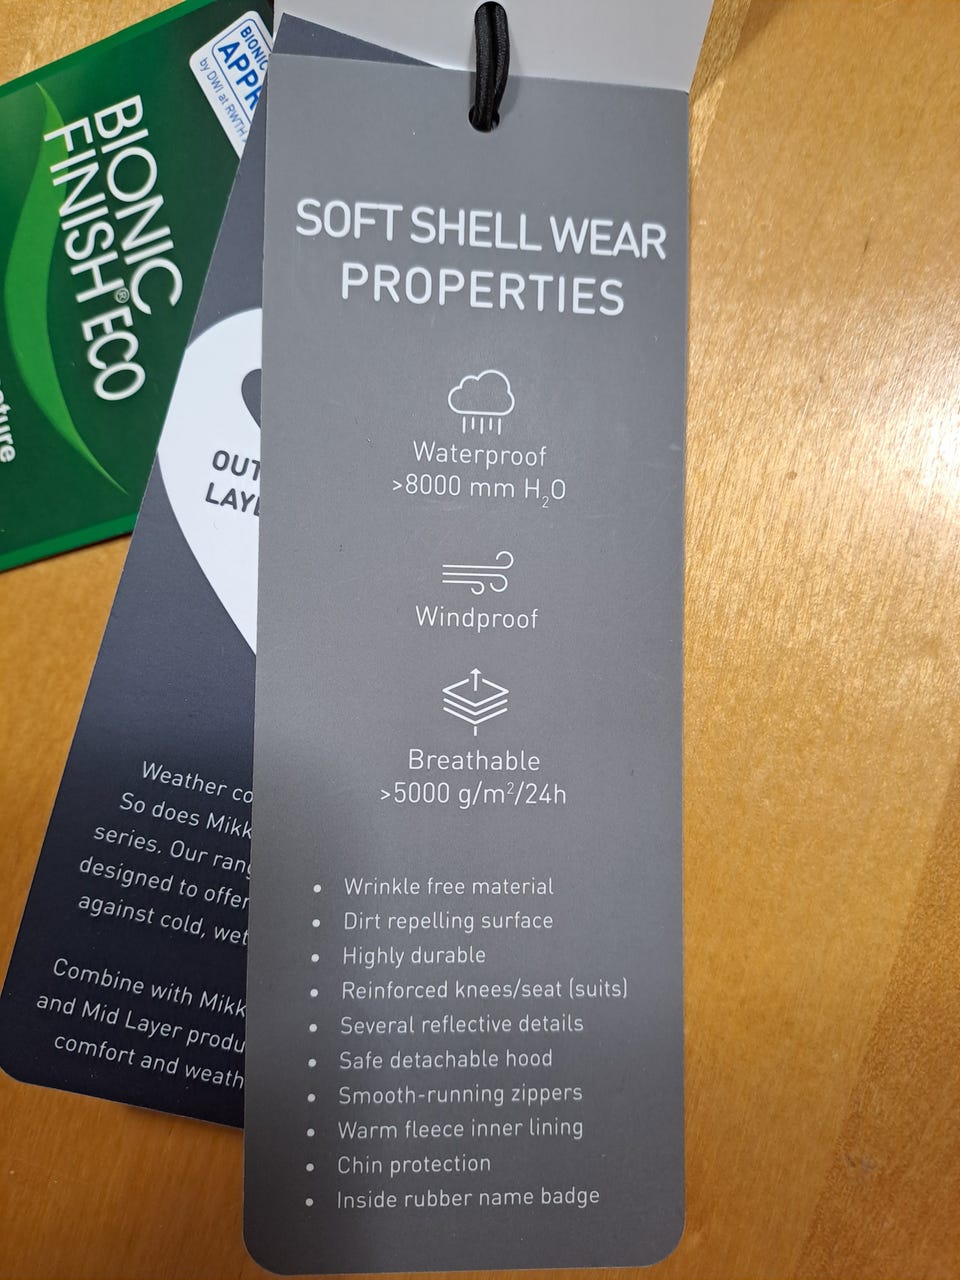 BIONIC
FINISH® ECO
BIONIC
by DWI at RWTH
SOFT SHELL WEAR
PROPERTIES
Waterproof
>8000 mm H₂O
Windproof
Breathable
>5000 g/m²/24h
• Wrinkle free material
• Dirt repelling surface
• Highly durable
• Reinforced knees/seat (suits)
• Several reflective details
• Safe detachable hood
• Smooth-running zippers
• Warm fleece inner lining
• Chin protection
• Inside rubber name badge
OUT
LAY
Weather co
So does Mikk
series. Our rang
designed to offer
against cold, wet
Combine with Mikk
and Mid Layer produ
comfort and weath